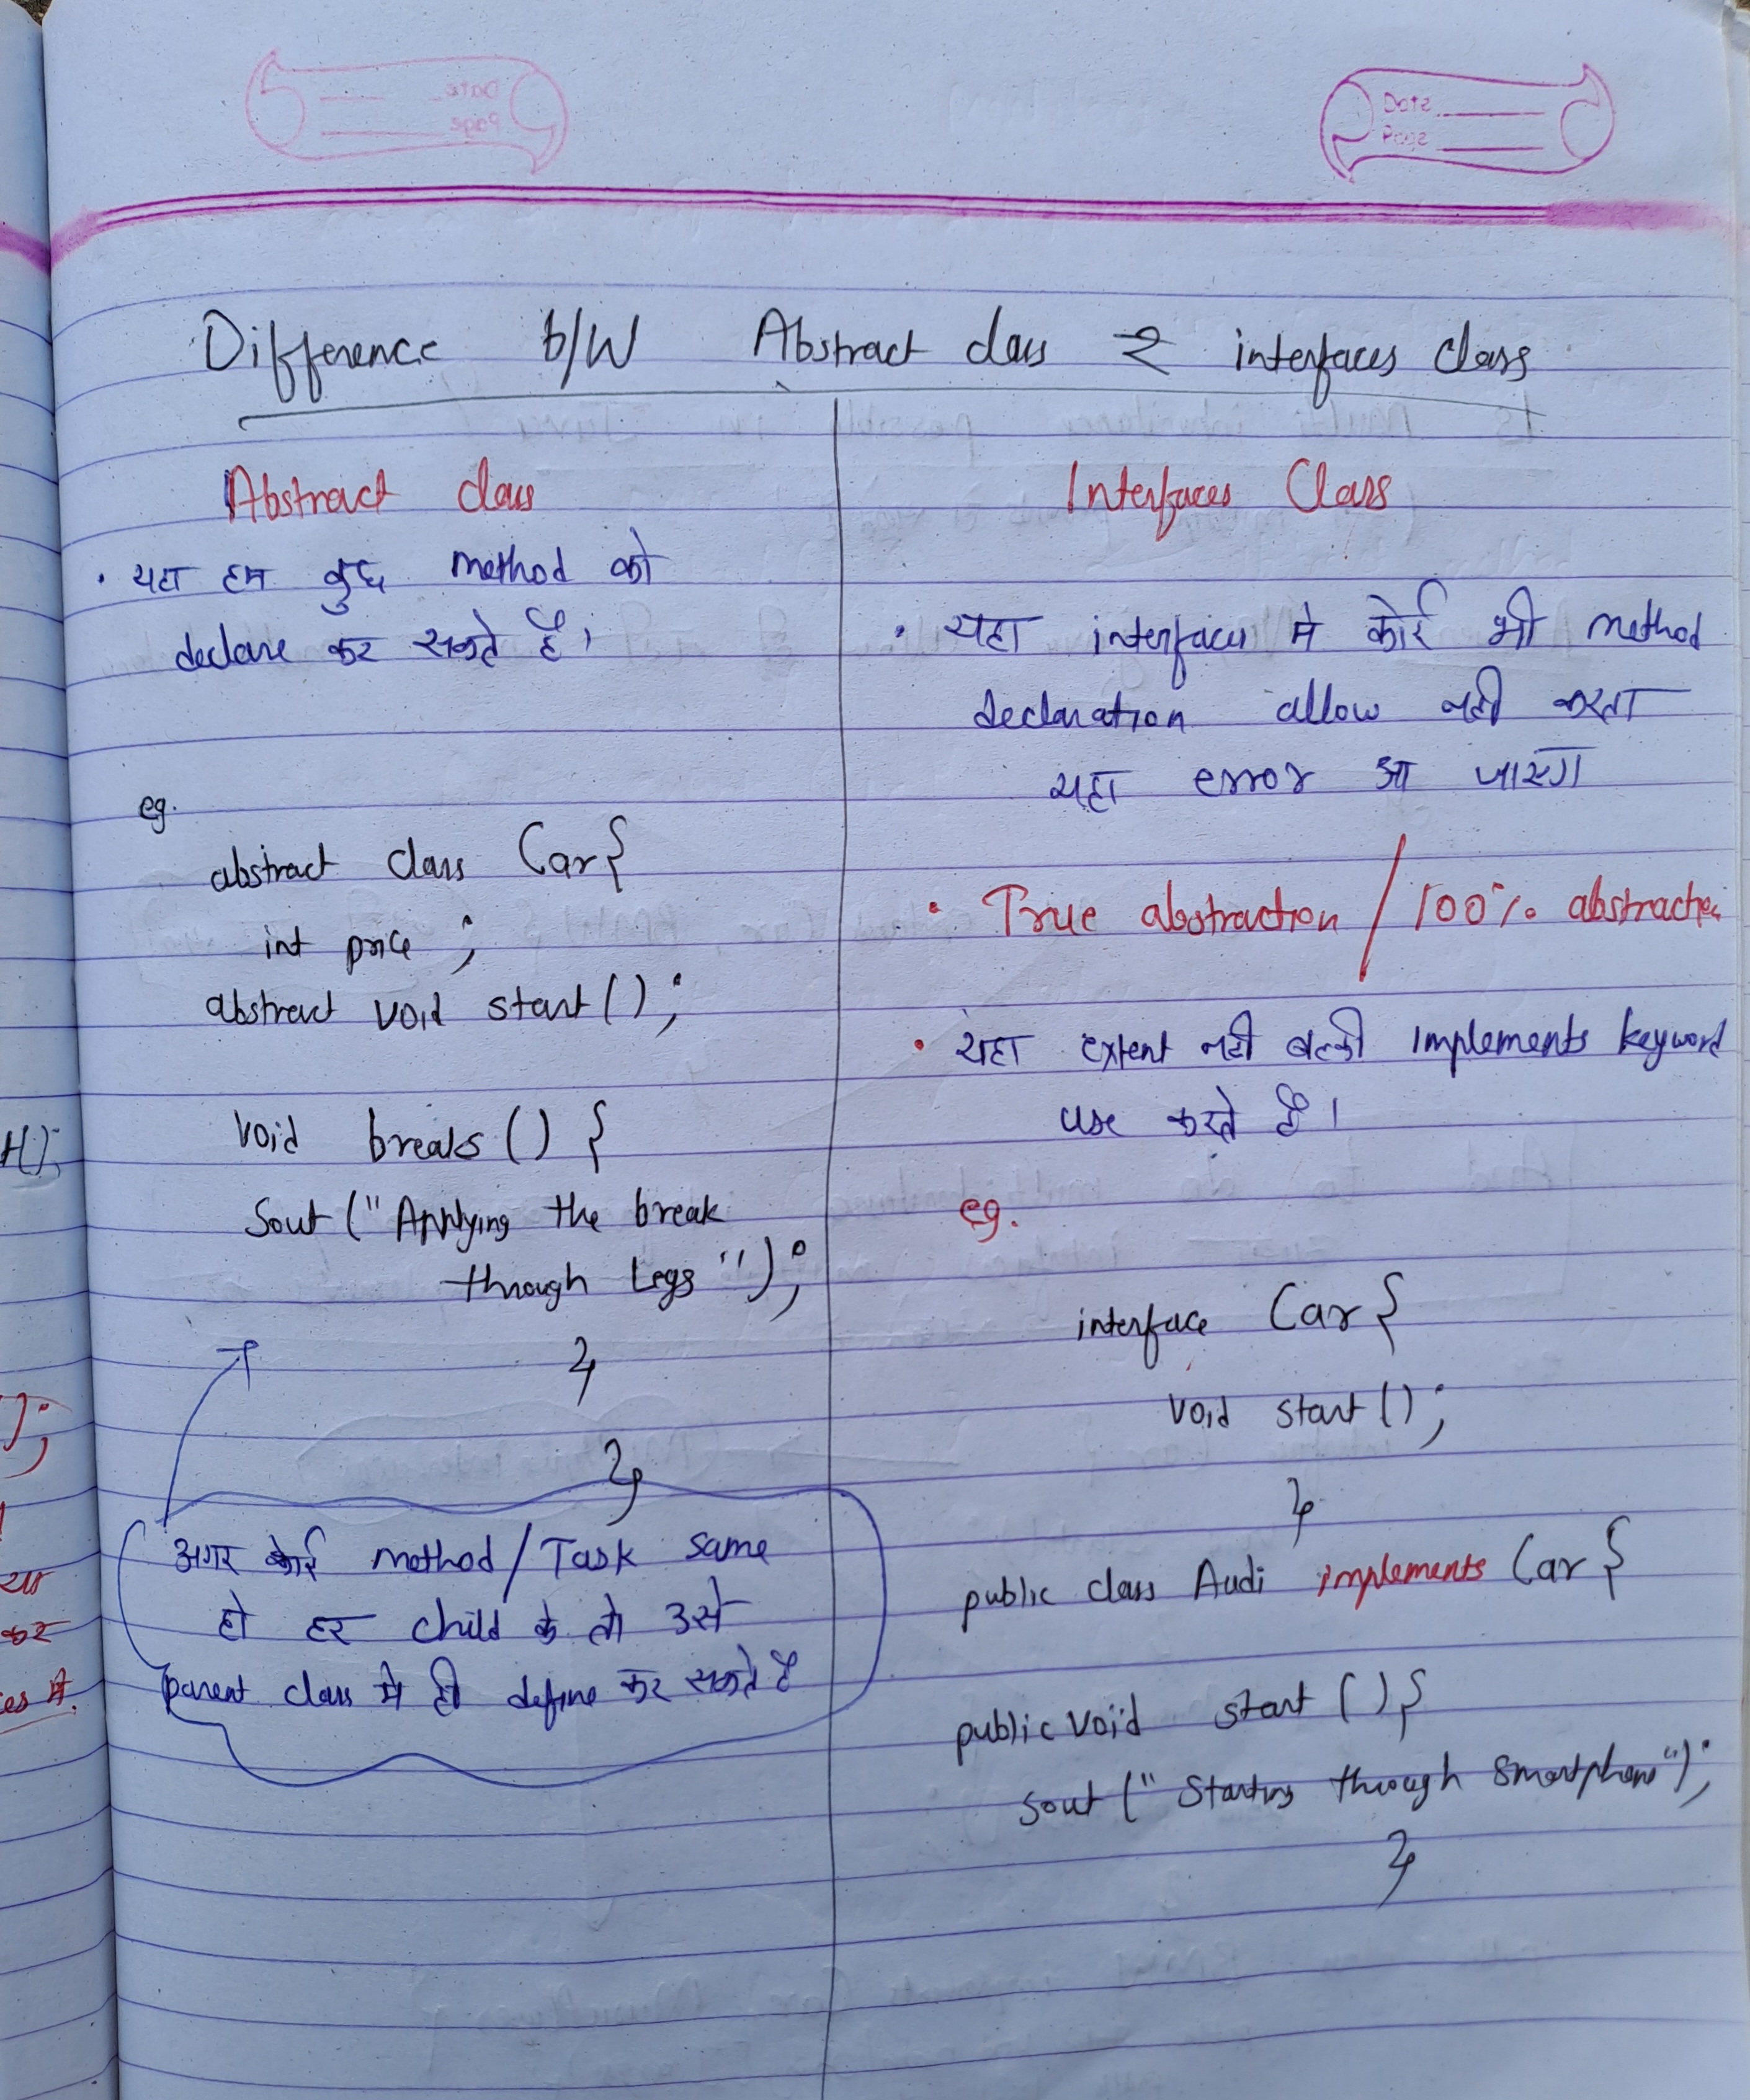 Date
Page
Difference b/w Abstract class & interfaces class
Abstract class
• यहा हम कुछ method को
declare कर सकते है।
eg.
abstract class Car{
int price ;
abstract void start();
void breaks () {
Sout ("Applying the break
through Legs");
}
}
अगर कोई method/Task same
हो हर child के तो उसे
parent class मे ही define कर सकते है
Interfaces Class
• यहा interfaces मे कोई भी method
declaration allow नही करता
यहा error आ जाएगा
• True abstraction / 100% abstraction
• यहा extent नही बल्की implements keyword
use करते है।
eg.
interface Car {
void start();
}
public class Audi implements Car {
public void start () {
sout (" Starting through Smartphone");
}